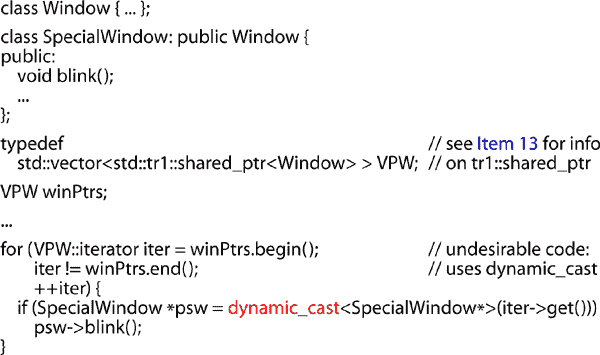 class Window { ... };
class SpecialWindow: public Window {
public:
void blink();
...
};
typedef // see Item 13 for info
std::vector<std::tr1::shared_ptr<Window> > VPW; // on tr1::shared_ptr
VPW winPtrs;
...
for (VPW::iterator iter = winPtrs.begin(); // undesirable code:
iter != winPtrs.end(); // uses dynamic_cast
++iter) {
if (SpecialWindow *psw = dynamic_cast<SpecialWindow*>(iter->get()))
psw->blink();
}